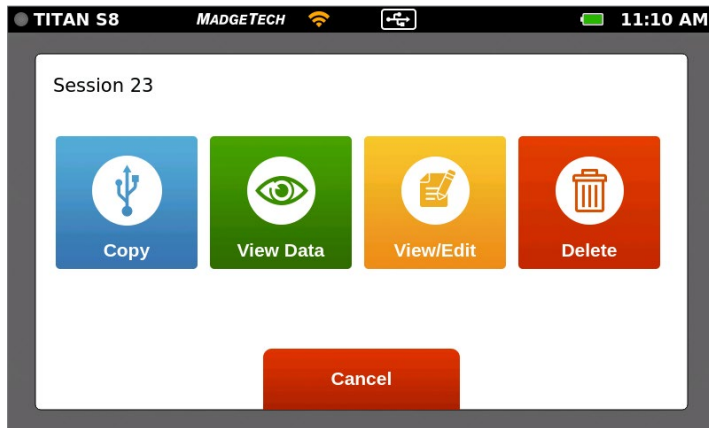 TITAN S8 MADGETECH 11:10 AM
Session 23
Copy View Data View/Edit Delete
Cancel